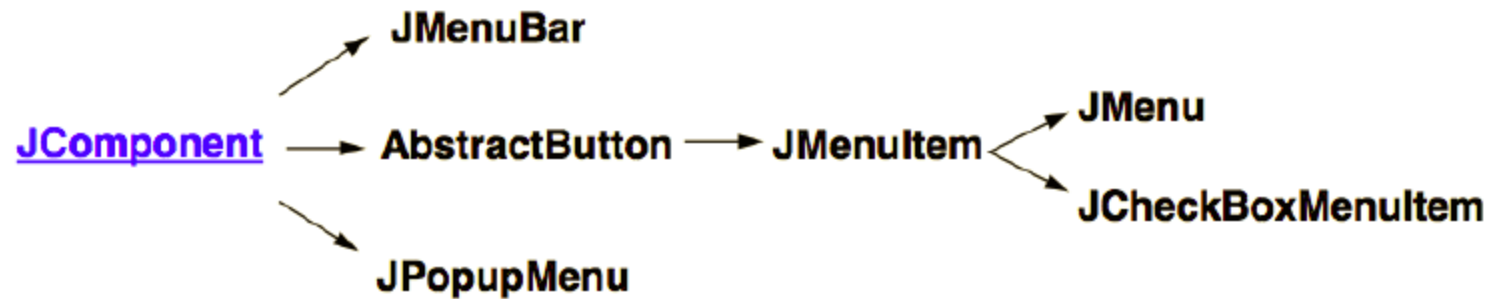 JMenuBar
JComponent AbstractButton JMenuItem JMenu
JCheckBoxMenuItem
JPopupMenu